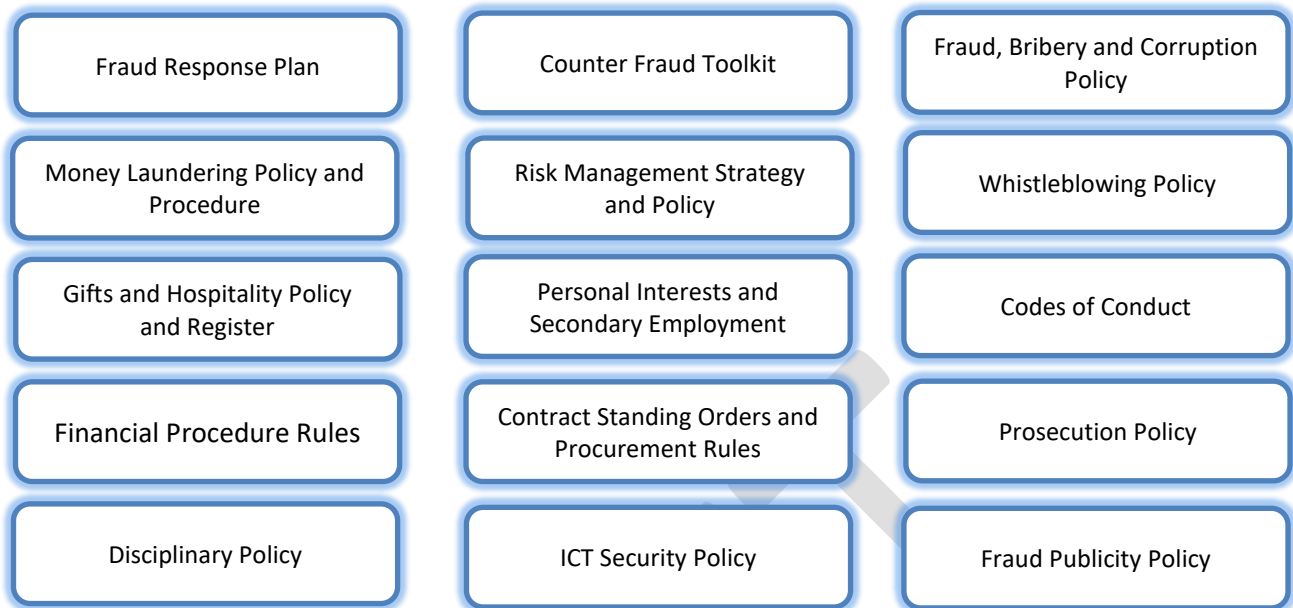 Fraud Response Plan
Counter Fraud Toolkit
Fraud, Bribery and Corruption
Policy
Money Laundering Policy and
Procedure
Risk Management Strategy
and Policy
Whistleblowing Policy
Gifts and Hospitality Policy
and Register
Personal Interests and
Secondary Employment
Codes of Conduct
Financial Procedure Rules
Contract Standing Orders and
Procurement Rules
Prosecution Policy
Disciplinary Policy
ICT Security Policy
Fraud Publicity Policy